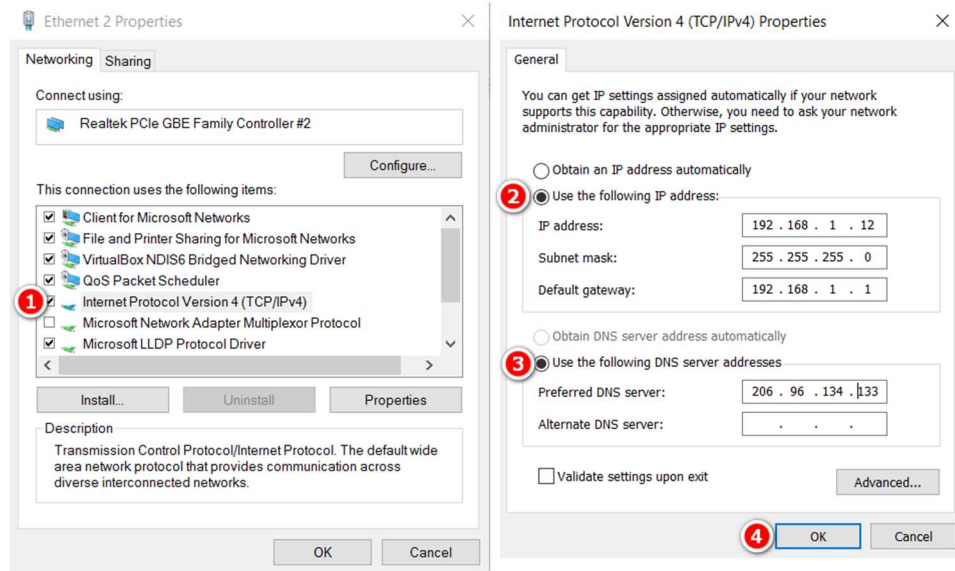 Ethernet 2 Properties
Networking Sharing
Connect using:
Realtek PCIe GBE Family Controller #2
Configure...
This connection uses the following items:
Client for Microsoft Networks
File and Printer Sharing for Microsoft Networks
VirtualBox NDIS6 Bridged Networking Driver
QoS Packet Scheduler
1 Internet Protocol Version 4 (TCP/IPv4)
Microsoft Network Adapter Multiplexor Protocol
Microsoft LLDP Protocol Driver
Install... Uninstall Properties
Description
Transmission Control Protocol/Internet Protocol. The default wide
area network protocol that provides communication across
diverse interconnected networks.
OK Cancel
Internet Protocol Version 4 (TCP/IPv4) Properties
General
You can get IP settings assigned automatically if your network
supports this capability. Otherwise, you need to ask your network
administrator for the appropriate IP settings.
Obtain an IP address automatically
2 Use the following IP address:
IP address: 192 . 168 . 1 . 12
Subnet mask: 255 . 255 . 255 . 0
Default gateway: 192 . 168 . 1 . 1
Obtain DNS server address automatically
3 Use the following DNS server addresses
Preferred DNS server: 206 . 96 . 134 . 133
Alternate DNS server: . . .
Validate settings upon exit
Advanced...
4 OK Cancel